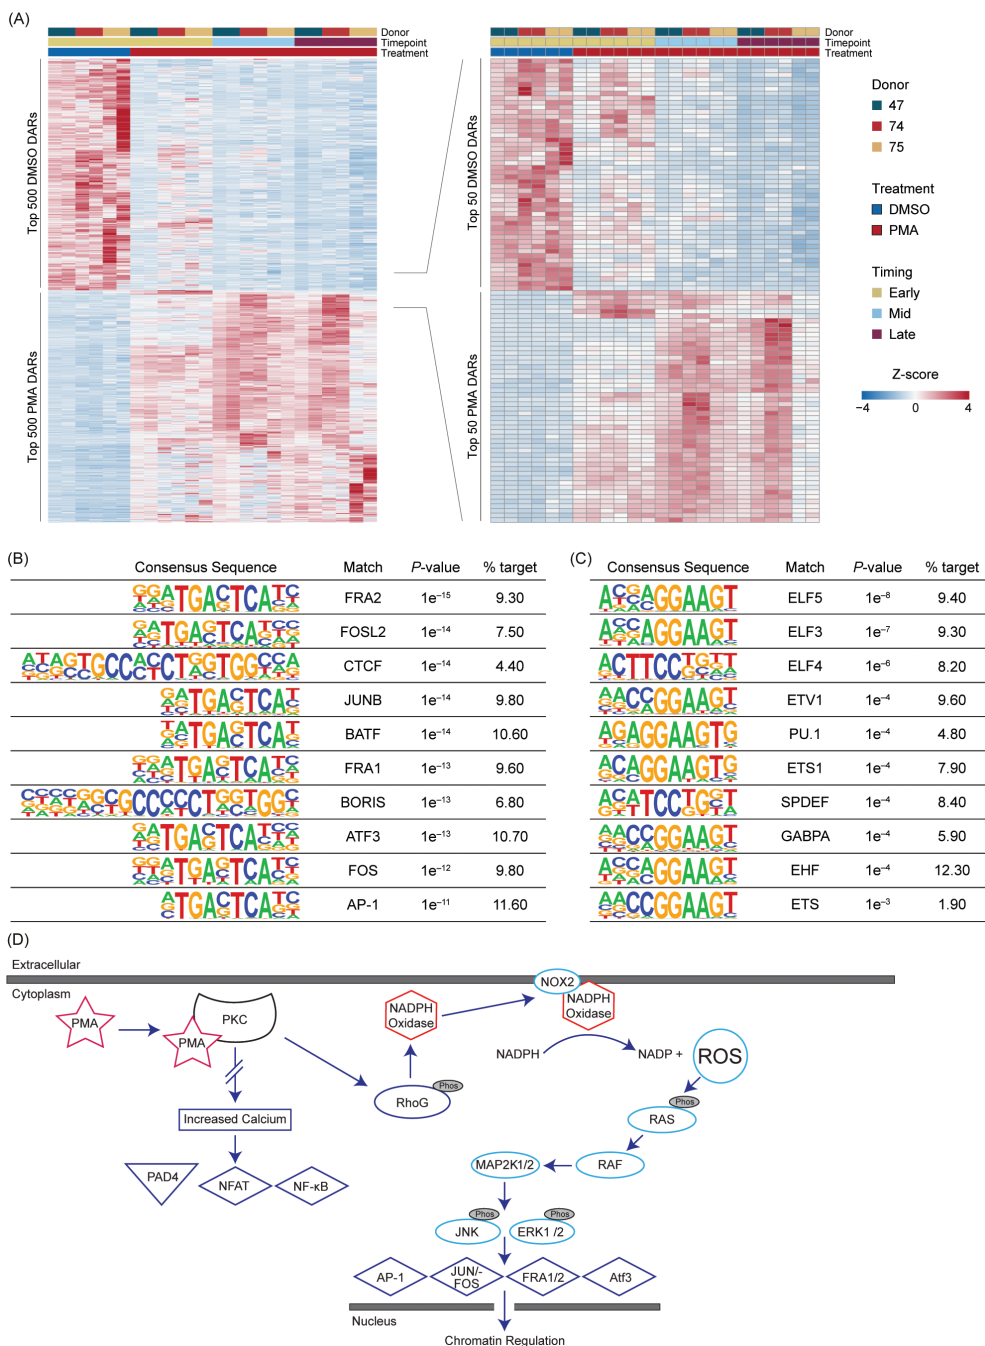 (A)
Donor
Timepoint
Treatment
Top 500 DMSO DARs
Top 500 PMA DARs
Donor
Timepoint
Treatment
Top 50 DMSO DARs
Top 50 PMA DARs
Donor
47
74
75
Treatment
DMSO
PMA
Timing
Early
Mid
Late
Z-score
−4 0 4
(B)
Consensus Sequence Match P-value % target
FRA2 1e−15 9.30
FOSL2 1e−14 7.50
CTCF 1e−14 4.40
JUNB 1e−14 9.80
BATF 1e−14 10.60
FRA1 1e−13 9.60
BORIS 1e−13 6.80
ATF3 1e−13 10.70
FOS 1e−12 9.80
AP-1 1e−11 11.60
(C)
Consensus Sequence Match P-value % target
ELF5 1e−8 9.40
ELF3 1e−7 9.30
ELF4 1e−6 8.20
ETV1 1e−4 9.60
PU.1 1e−4 4.80
ETS1 1e−4 7.90
SPDEF 1e−4 8.40
GABPA 1e−4 5.90
EHF 1e−4 12.30
ETS 1e−3 1.90
(D)
Extracellular
Cytoplasm
PMA
PKC
PMA
NADPH
Oxidase
NOX2
NADPH
Oxidase
NADPH
NADP +
ROS
Phos
RhoG
Phos
RAS
Increased Calcium
PAD4
NFAT
NF-κB
MAP2K1/2
RAF
Phos
JNK
Phos
ERK1 /2
AP-1
JUN/-
FOS
FRA1/2
Atf3
Nucleus
Chromatin Regulation